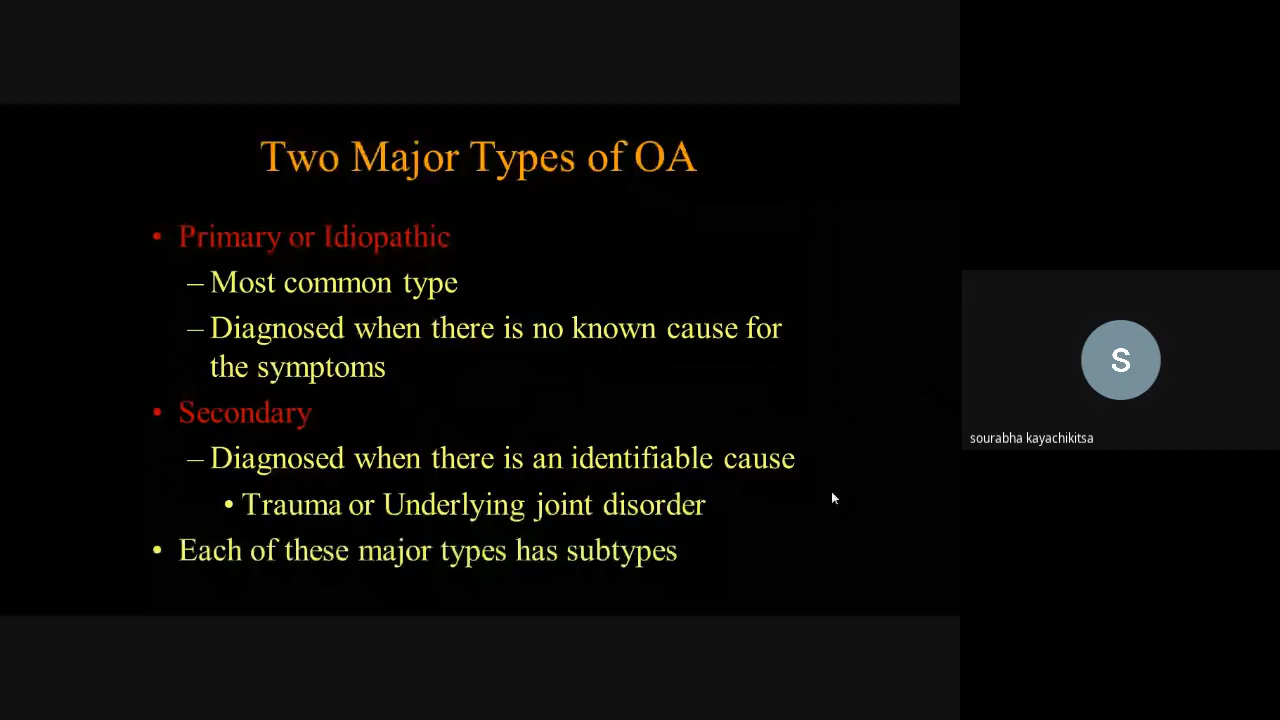 Two Major Types of OA
• Primary or Idiopathic
– Most common type
– Diagnosed when there is no known cause for
the symptoms
• Secondary
– Diagnosed when there is an identifiable cause
• Trauma or Underlying joint disorder
• Each of these major types has subtypes
S
sourabha kayachikitsa